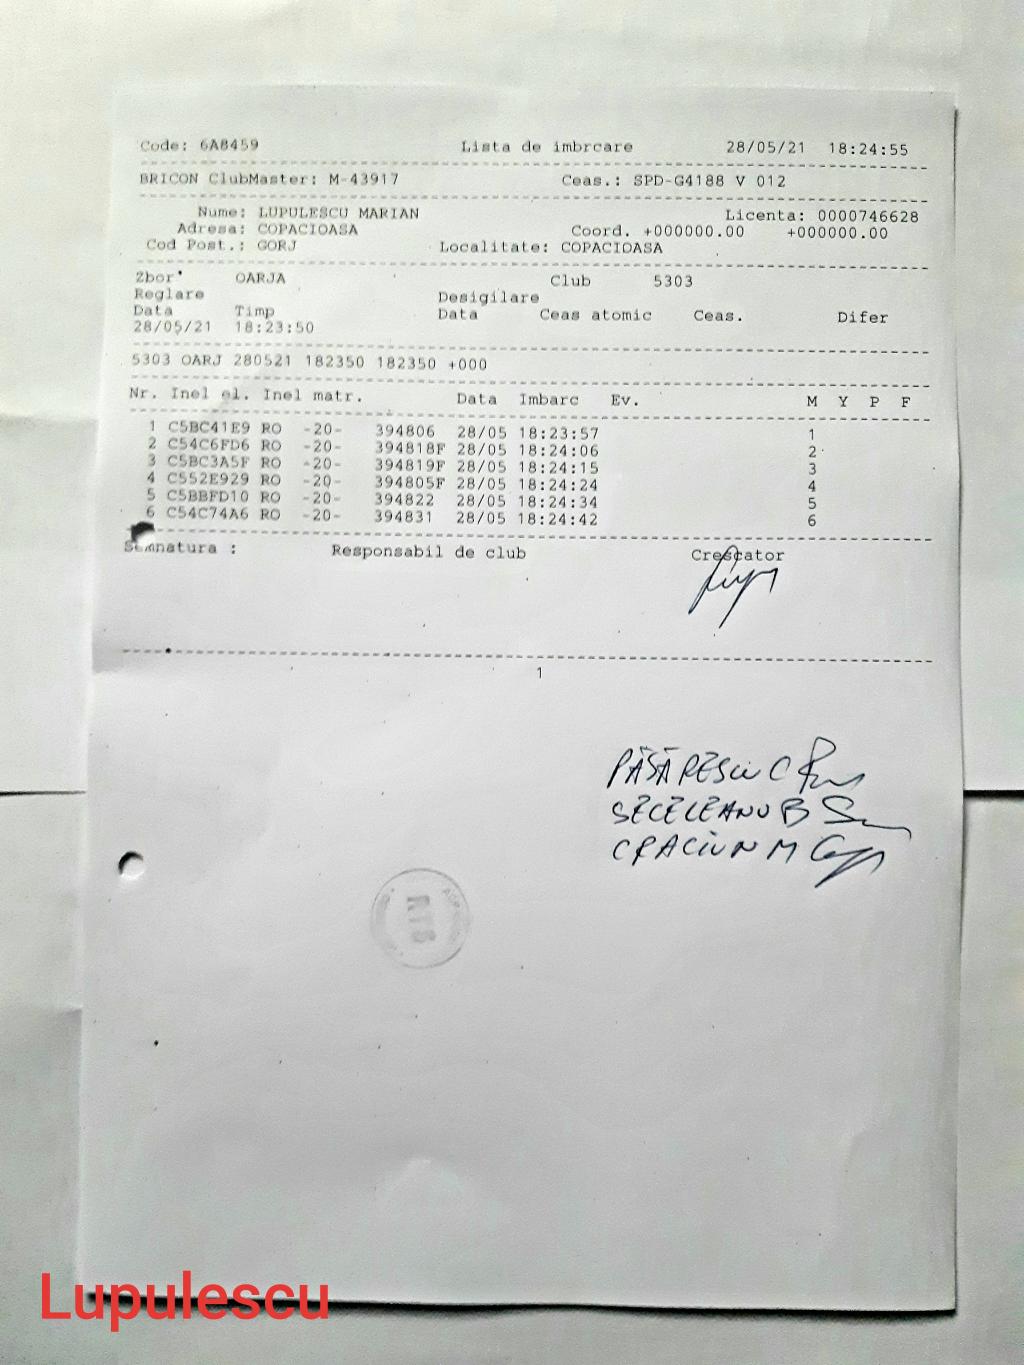 Code: 6A8459 Lista de imbrcare 28/05/21 18:24:55
BRICON ClubMaster: M-43917 Ceas.: SPD-G4188 V 012
Nume: LUPULESCU MARIAN Licenta: 0000746628
Adresa: COPACIOASA Coord. +000000.00 +000000.00
Cod Post.: GORJ Localitate: COPACIOASA
Zbor OARJA Club 5303
Reglare Desigilare
Data Timp Data Ceas atomic Ceas. Difer
28/05/21 18:23:50
5303 OARJ 280521 182350 182350 +000
Nr. Inel el. Inel matr. Data Imbarc Ev. M Y P F
1 C5BC41E9 RO -20- 394806 28/05 18:23:57 1
2 C54C6FD6 RO -20- 394818F 28/05 18:24:06 2
3 C5BC3A5F RO -20- 394819F 28/05 18:24:15 3
4 C552E929 RO -20- 394805F 28/05 18:24:24 4
5 C5BBFD10 RO -20- 394822 28/05 18:24:34 5
6 C54C74A6 RO -20- 394831 28/05 18:24:42 6
Semnatura : Responsabil de club Crescator
1
PĂSĂRESCU C
SECELEANU B
CRACIUN M
RTS
Lupulescu